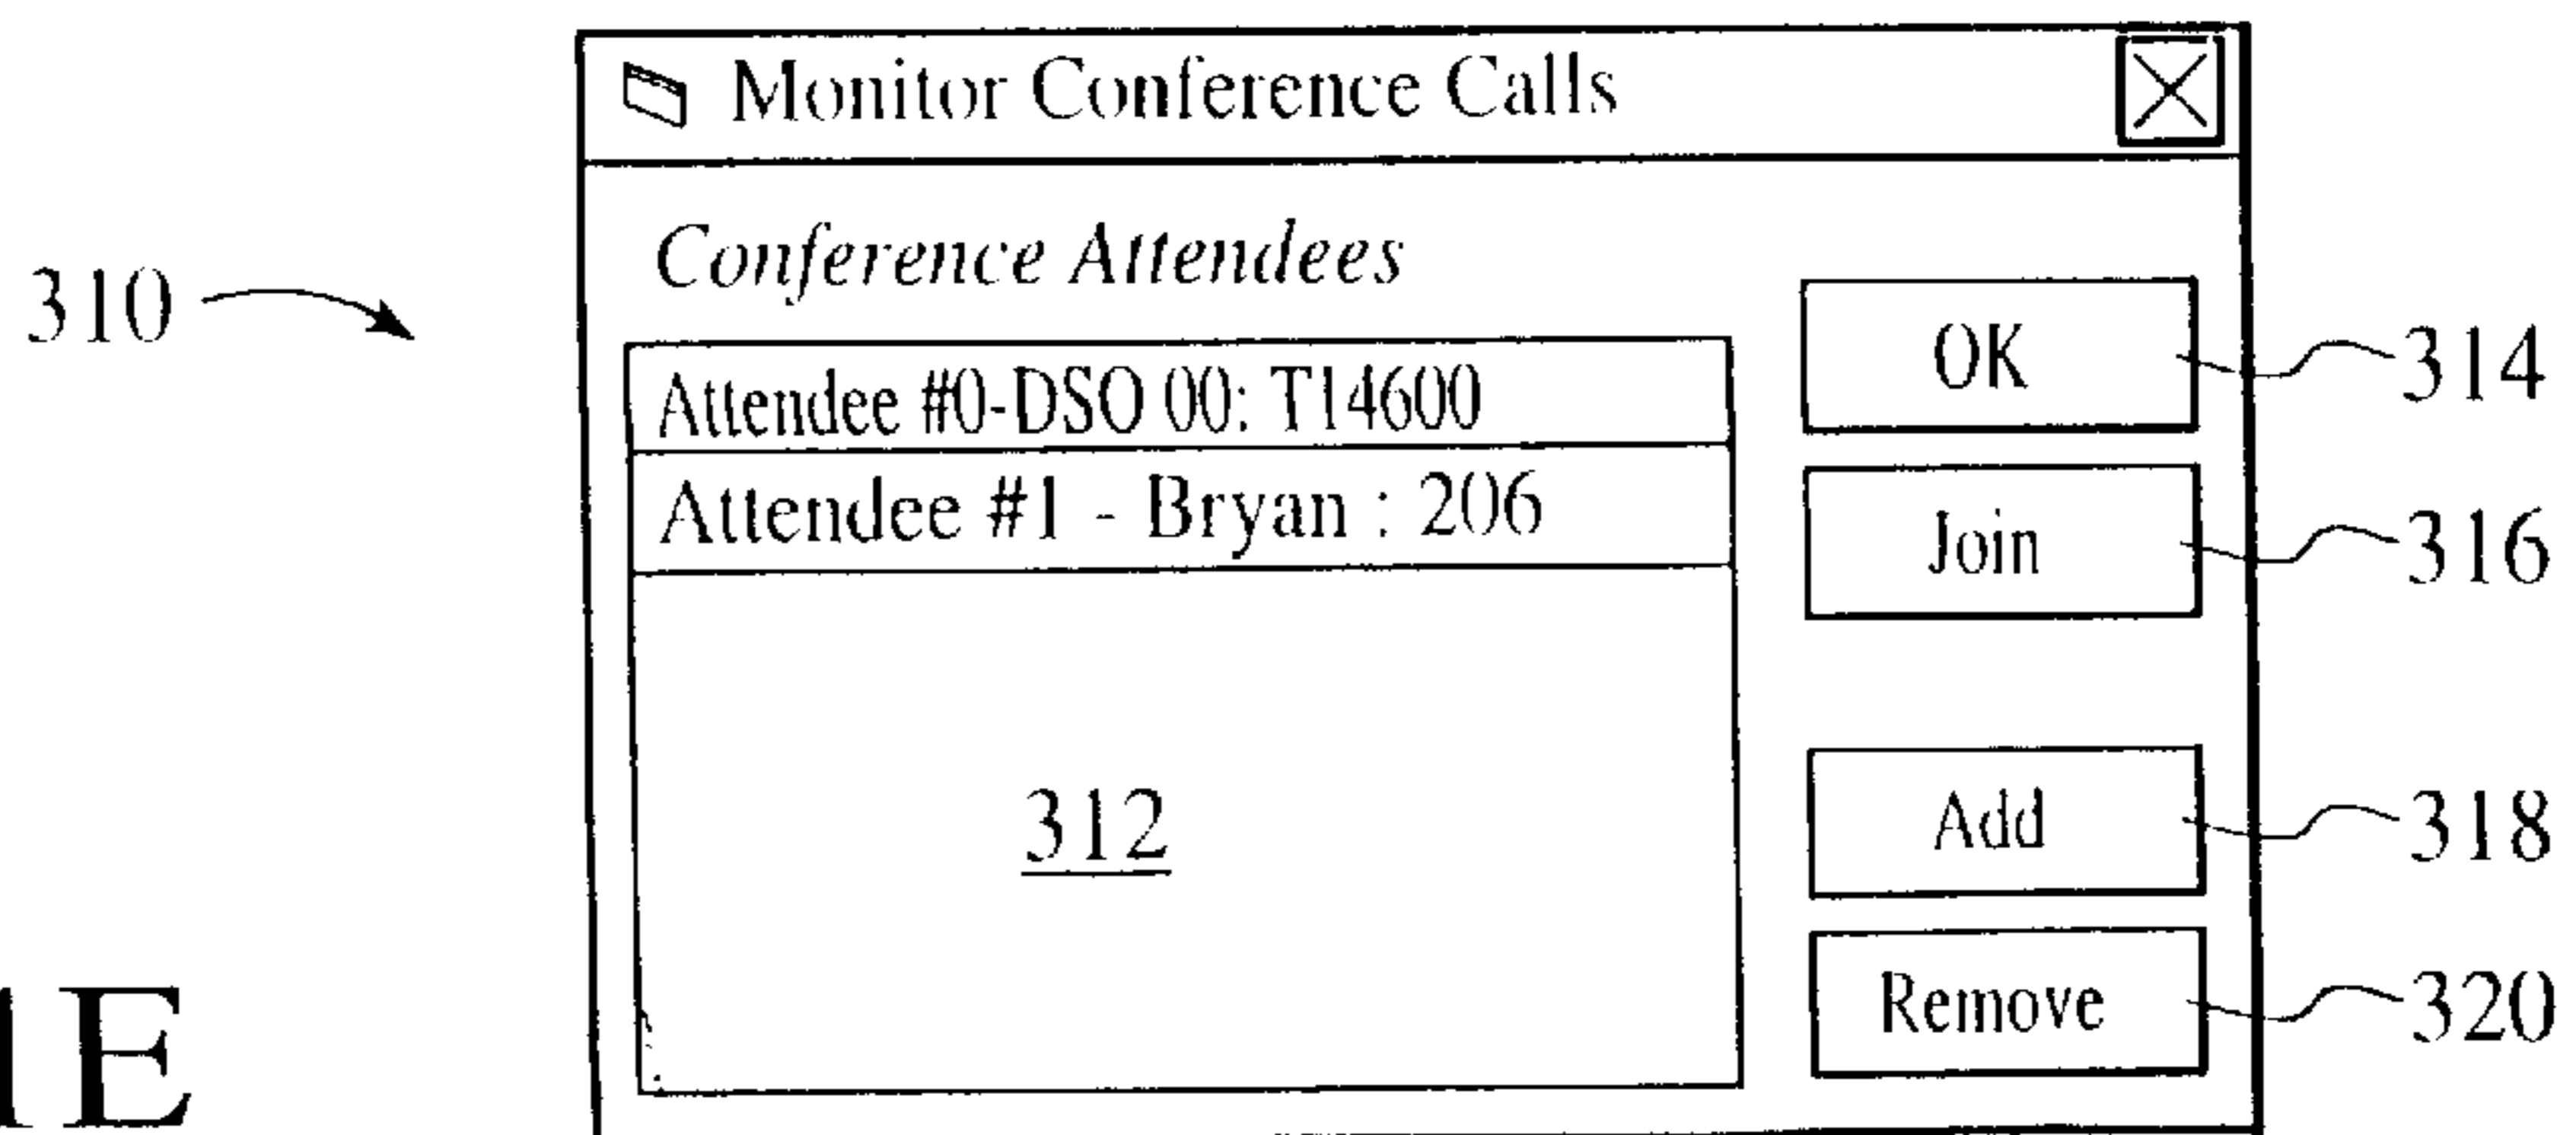 Monitor Conference Calls
Conference Attendees
310
Attendee #0-DSO 00: T14600
Attendee #1 - Bryan : 206
312
OK
314
Join
316
Add
318
Remove
320
1E